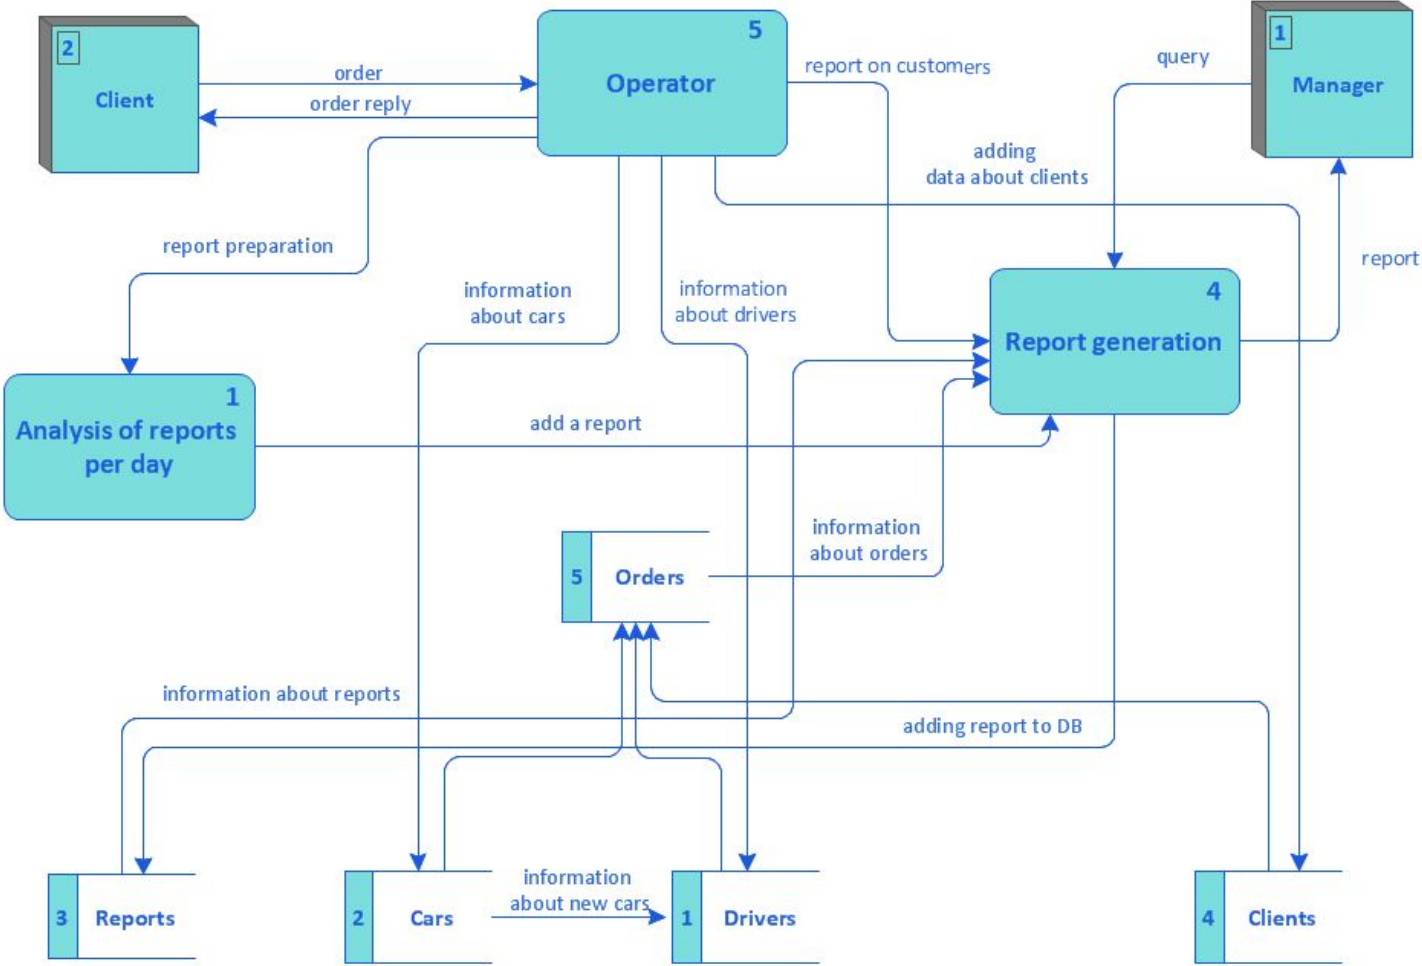 2
Client
order
order reply
5
Operator
report on customers
query
1
Manager
adding
data about clients
report preparation
information
about cars
information
about drivers
report
4
Report generation
1
Analysis of reports
per day
add a report
information
about orders
5
Orders
information about reports
adding report to DB
3
Reports
2
Cars
information
about new cars
1
Drivers
4
Clients